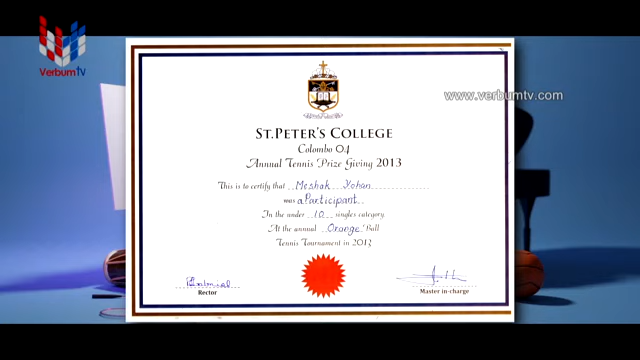 VerbumTV
www.verbumtv.com
ST. PETER'S COLLEGE
Colombo 04
Annual Tennis Prize Giving 2013
This is to certify that Meshak Yohan
was a Participant
In the under 10 singles category.
At the annual Orange Ball
Tennis Tournament in 2013
Rector
Master in-charge